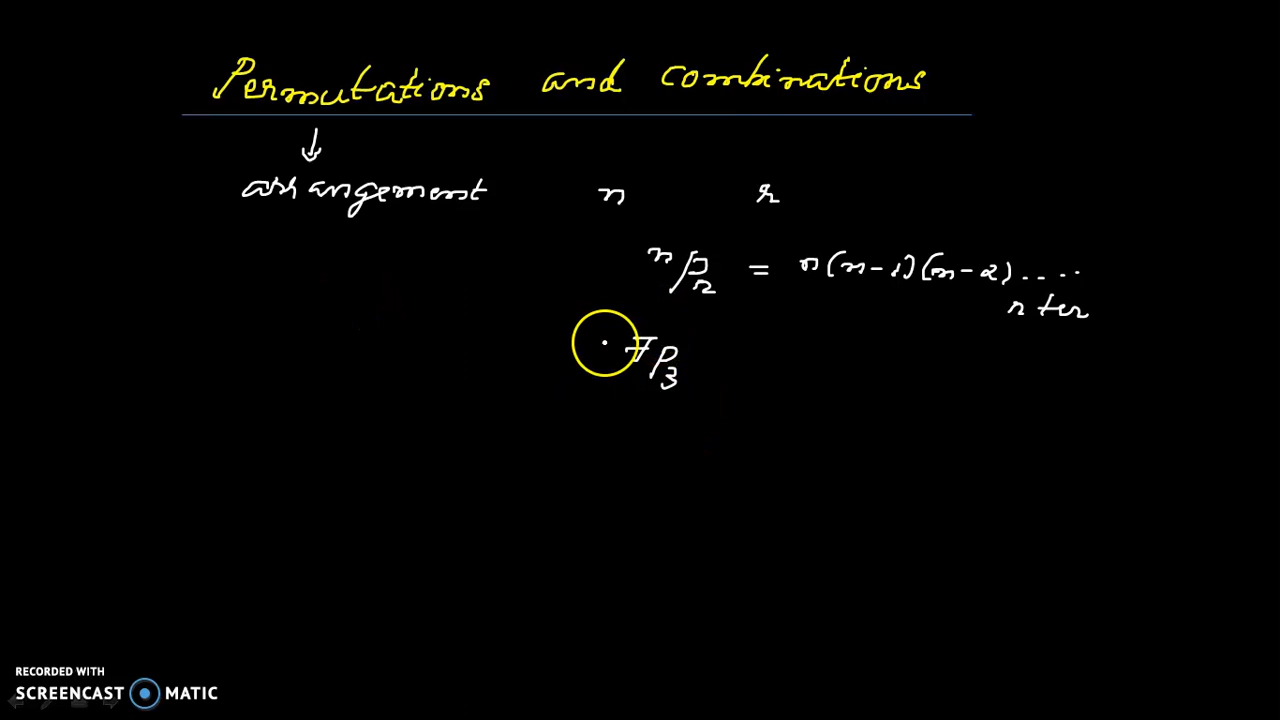 Permutations and combinations
arrangement n r
ⁿPᵣ = n(n-1)(n-2)....
r ter
⁷P₃
RECORDED WITH
SCREENCAST MATIC